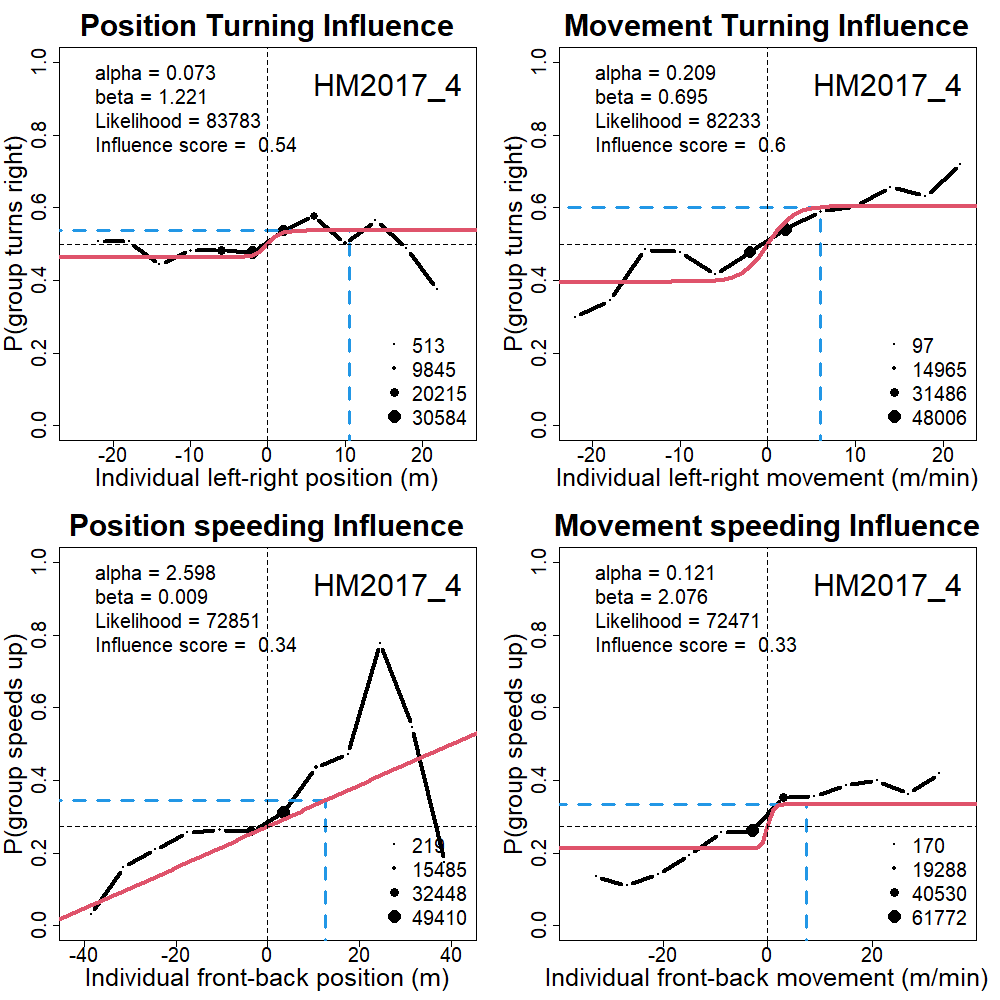 Position Turning Influence
alpha = 0.073
beta = 1.221
Likelihood = 83783
Influence score = 0.54
HM2017_4
P(group turns right)
1.0
0.8
0.6
0.4
0.2
0.0
513
9845
20215
30584
-20 -10 0 10 20
Individual left-right position (m)
Movement Turning Influence
alpha = 0.209
beta = 0.695
Likelihood = 82233
Influence score = 0.6
HM2017_4
P(group turns right)
1.0
0.8
0.6
0.4
0.2
0.0
97
14965
31486
48006
-20 -10 0 10 20
Individual left-right movement (m/min)
Position speeding Influence
alpha = 2.598
beta = 0.009
Likelihood = 72851
Influence score = 0.34
HM2017_4
P(group speeds up)
1.0
0.8
0.6
0.4
0.2
0.0
219
15485
32448
49410
-40 -20 0 20 40
Individual front-back position (m)
Movement speeding Influence
alpha = 0.121
beta = 2.076
Likelihood = 72471
Influence score = 0.33
HM2017_4
P(group speeds up)
1.0
0.8
0.6
0.4
0.2
0.0
170
19288
40530
61772
-20 0 20
Individual front-back movement (m/min)